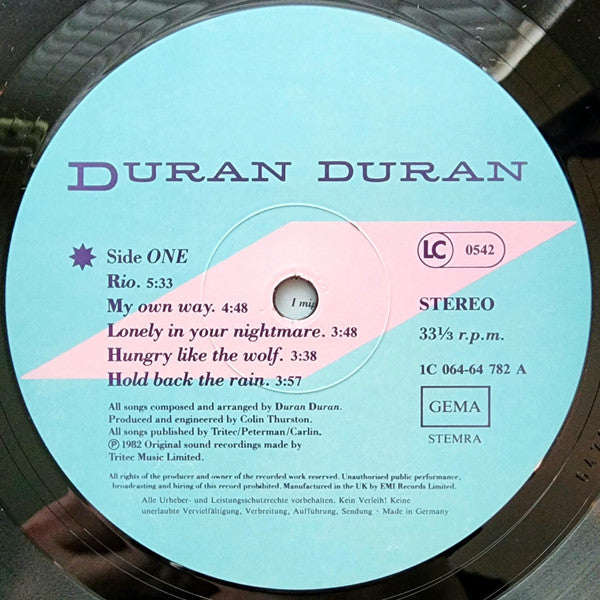 DURAN DURAN
Side ONE
Rio. 5:33
My own way. 4:48
Lonely in your nightmare. 3:48
Hungry like the wolf. 3:38
Hold back the rain. 3:57
LC 0542
STEREO
33⅓ r.p.m.
1C 064-64 782 A
GEMA
STEMRA
All songs composed and arranged by Duran Duran.
Produced and engineered by Colin Thurston.
All songs published by Tritec/Peterman/Carlin.
Ⓟ 1982 Original sound recordings made by
Tritec Music Limited.
All rights of the producer and owner of the recorded work reserved. Unauthorised public performance,
broadcasting and hiring of this record prohibited. Manufactured in the UK by EMI Records Limited.
Alle Urheber- und Leistungsschutzrechte vorbehalten. Kein Verleih! Keine
unerlaubte Vervielfältigung, Verbreitung, Aufführung, Sendung · Made in Germany